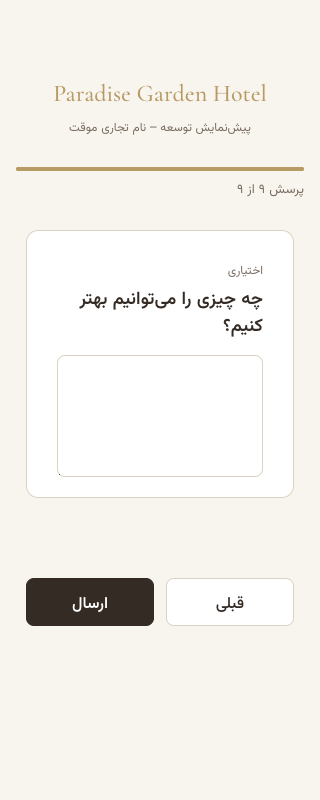 Paradise Garden Hotel
پیش‌نمایش توسعه – نام تجاری موقت
پرسش ۹ از ۹
اختیاری
چه چیزی را می‌توانیم بهتر
کنیم؟
قبلی
ارسال